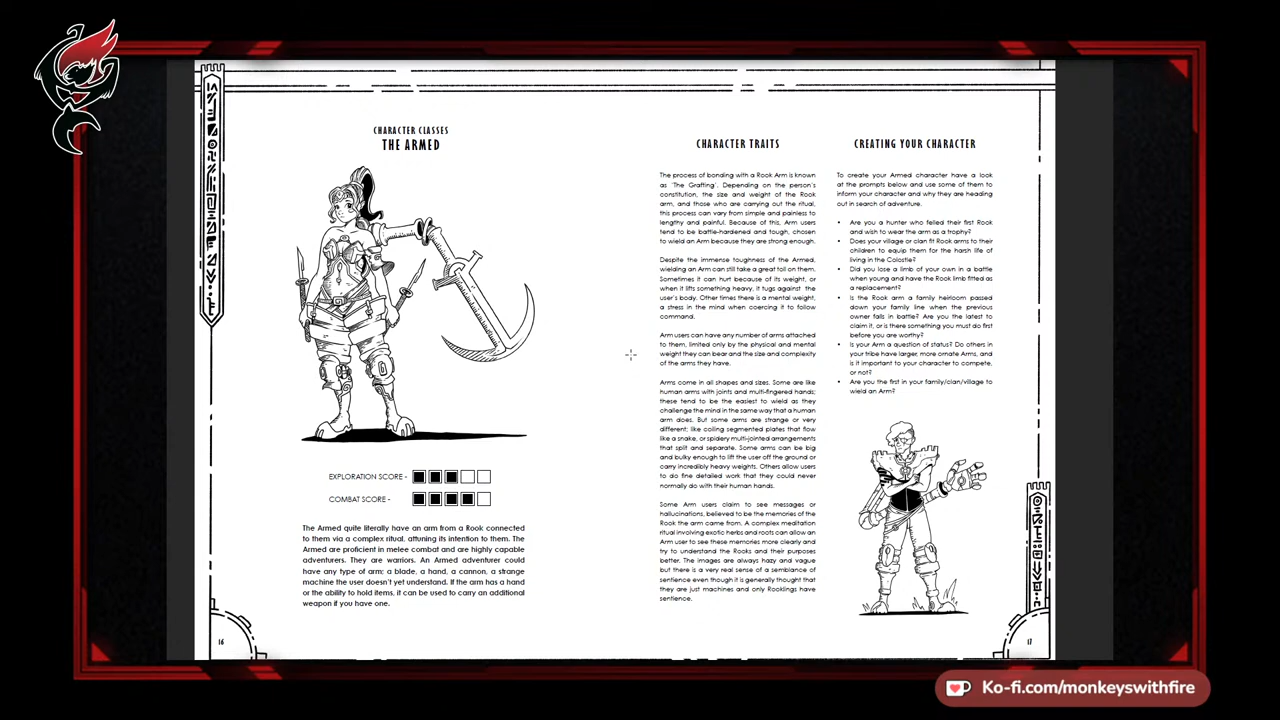 CHARACTER CLASSES
THE ARMED
EXPLORATION SCORE -
COMBAT SCORE -
The Armed quite literally have an arm from a Rook connected
to them via a complex ritual, attuning its intention to them. The
Armed are proficient in melee combat and are highly capable
adventurers. They are warriors. An Armed adventurer could
have any type of arm; a blade, a hand, a cannon, a strange
machine the user doesn't yet understand. If the arm has a hand
or the ability to hold items, it can be used to carry an additional
weapon if you have one.
16
CHARACTER TRAITS
The process of bonding with a Rook Arm is known
as 'The Grafting'. Depending on the person's
constitution, the size and weight of the Rook
arm, and those who are carrying out the ritual,
this process can vary from simple and painless to
lengthy and painful. Because of this, Arm users
tend to be battle-hardened and tough, chosen
to wield an Arm because they are strong enough.
Despite the immense toughness of the Armed,
wielding an Arm can still take a great toll on them.
Sometimes it can hurt because of its weight, or
when it lifts something heavy, it tugs against the
user's body. Other times there is a mental weight,
a stress in the mind when coercing it to follow
command.
Arm users can have any number of arms attached
to them, limited only by the physical and mental
weight they can bear and the size and complexity
of the arms they have.
Arms come in all shapes and sizes. Some are like
human arms with joints and multi-fingered hands;
these tend to be the easiest to wield as they
challenge the mind in the same way that a human
arm does. But some arms are strange or very
different; like coiling segmented plates that flow
like a snake, or spidery multi-jointed arrangements
that split and separate. Some arms can be big
and bulky enough to lift the user off the ground or
carry incredibly heavy weights. Others allow users
to do fine detailed work that they could never
normally do with their human hands.
Some Arm users claim to see messages or
hallucinations, believed to be the memories of the
Rook the arm came from. A complex meditation
ritual involving exotic herbs and roots can allow an
Arm user to see these memories more clearly and
try to understand the Rooks and their purposes
better. The images are always hazy and vague
but there is a very real sense of a semblance of
sentience even though it is generally thought that
they are just machines and only Rooklings have
sentience.
CREATING YOUR CHARACTER
To create your Armed character have a look
at the prompts below and use some of them to
inform your character and why they are heading
out in search of adventure.
• Are you a hunter who felled their first Rook
and wish to wear the arm as a trophy?
• Does your village or clan fit Rook arms to their
children to equip them for the harsh life of
living in the Colostle?
• Did you lose a limb of your own in a battle
when young and have the Rook limb fitted as
a replacement?
• Is the Rook arm a family heirloom passed
down your family line when the previous
owner falls in battle? Are you the latest to
claim it, or is there something you must do first
before you are worthy?
• Is your Arm a question of status? Do others in
your tribe have larger, more ornate Arms, and
is it important to your character to compete,
or not?
• Are you the first in your family/clan/village to
wield an Arm?
17
Ko-fi.com/monkeyswithfire